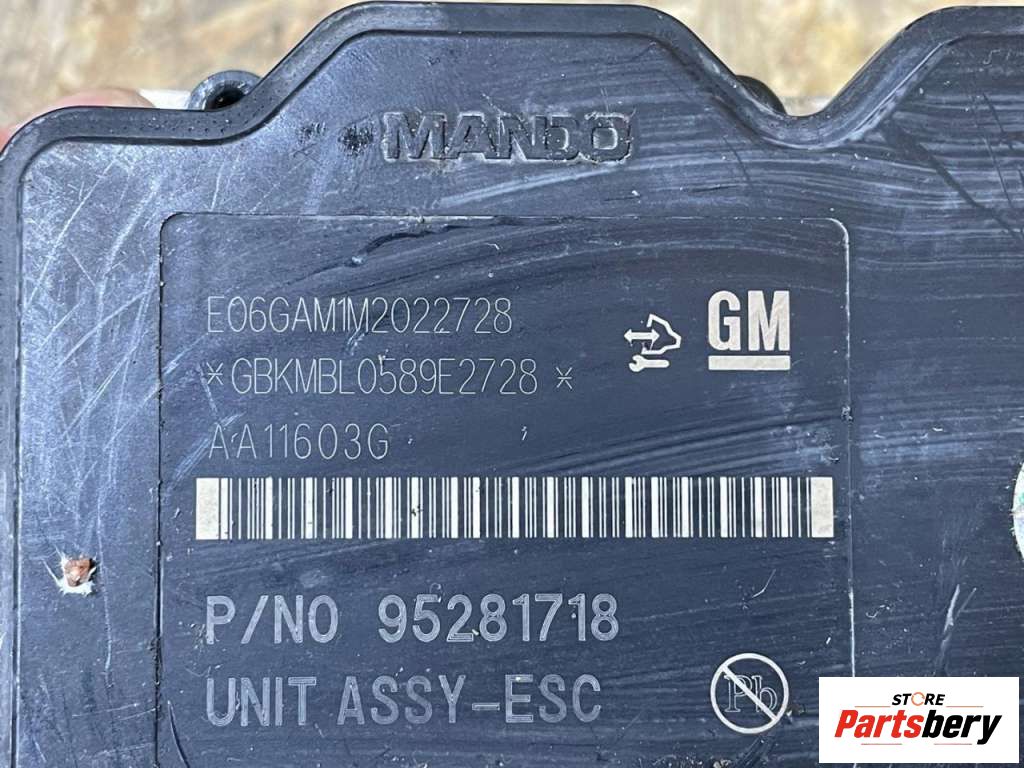 MANDO
E06GAM1M2022728
*GBKMBL0589E2728*
AA11603G
GM
P/NO 95281718
UNIT ASSY-ESC
Pb
STORE
Partsbery